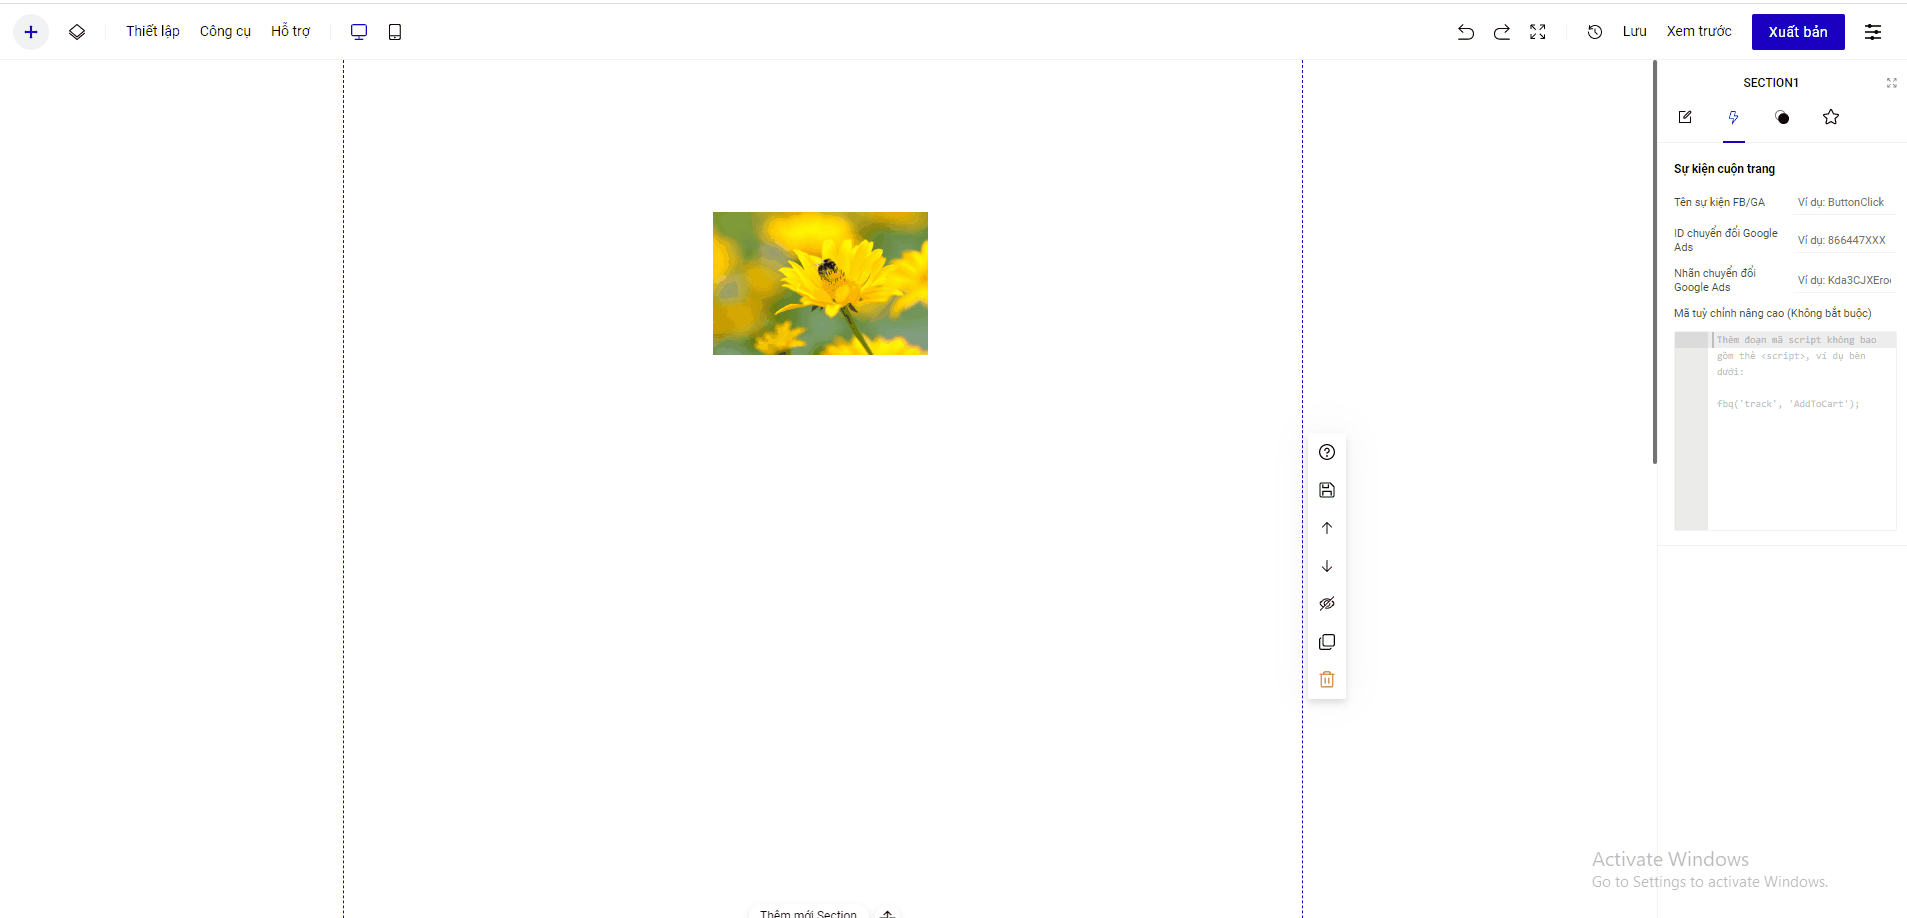 Thiết lập Công cụ Hỗ trợ Lưu Xem trước Xuất bản
SECTION1
Sự kiện cuộn trang
Tên sự kiện FB/GA Ví dụ: ButtonClick
ID chuyển đổi Google
Ads
Ví dụ: 866447XXX
Nhãn chuyển đổi
Google Ads
Ví dụ: Kda3CJXEro
Mã tuỳ chỉnh nâng cao (Không bắt buộc)
Thêm đoạn mã script không bao
gồm thẻ <script>, ví dụ bên
dưới:
fbq('track', 'AddToCart');
Activate Windows
Go to Settings to activate Windows.
Thêm mới Section